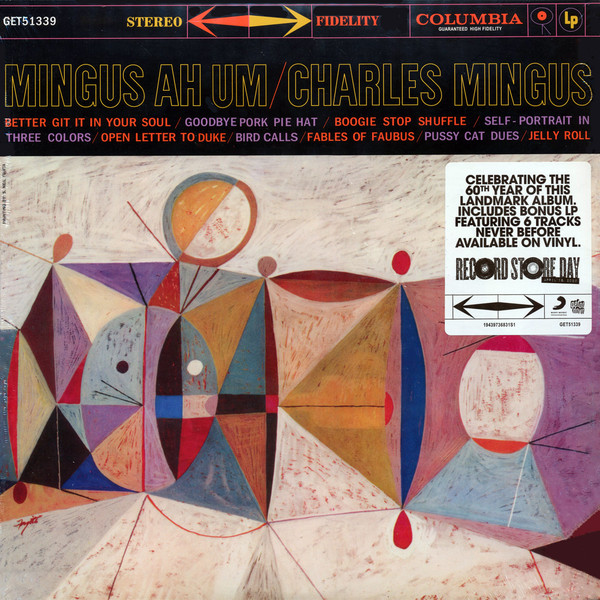 GET51339
STEREO FIDELITY
COLUMBIA
GUARANTEED HIGH FIDELITY
Lp
MINGUS AH UM/CHARLES MINGUS
BETTER GIT IT IN YOUR SOUL / GOODBYE PORK PIE HAT / BOOGIE STOP SHUFFLE / SELF-PORTRAIT IN
THREE COLORS/OPEN LETTER TO DUKE/BIRD CALLS/FABLES OF FAUBUS/PUSSY CAT DUES/JELLY ROLL
CELEBRATING THE
60TH YEAR OF THIS
LANDMARK ALBUM.
INCLUDES BONUS LP
FEATURING 6 TRACKS
NEVER BEFORE
AVAILABLE ON VINYL.
RECORD STORE DAY
19439736031S1
GET51339